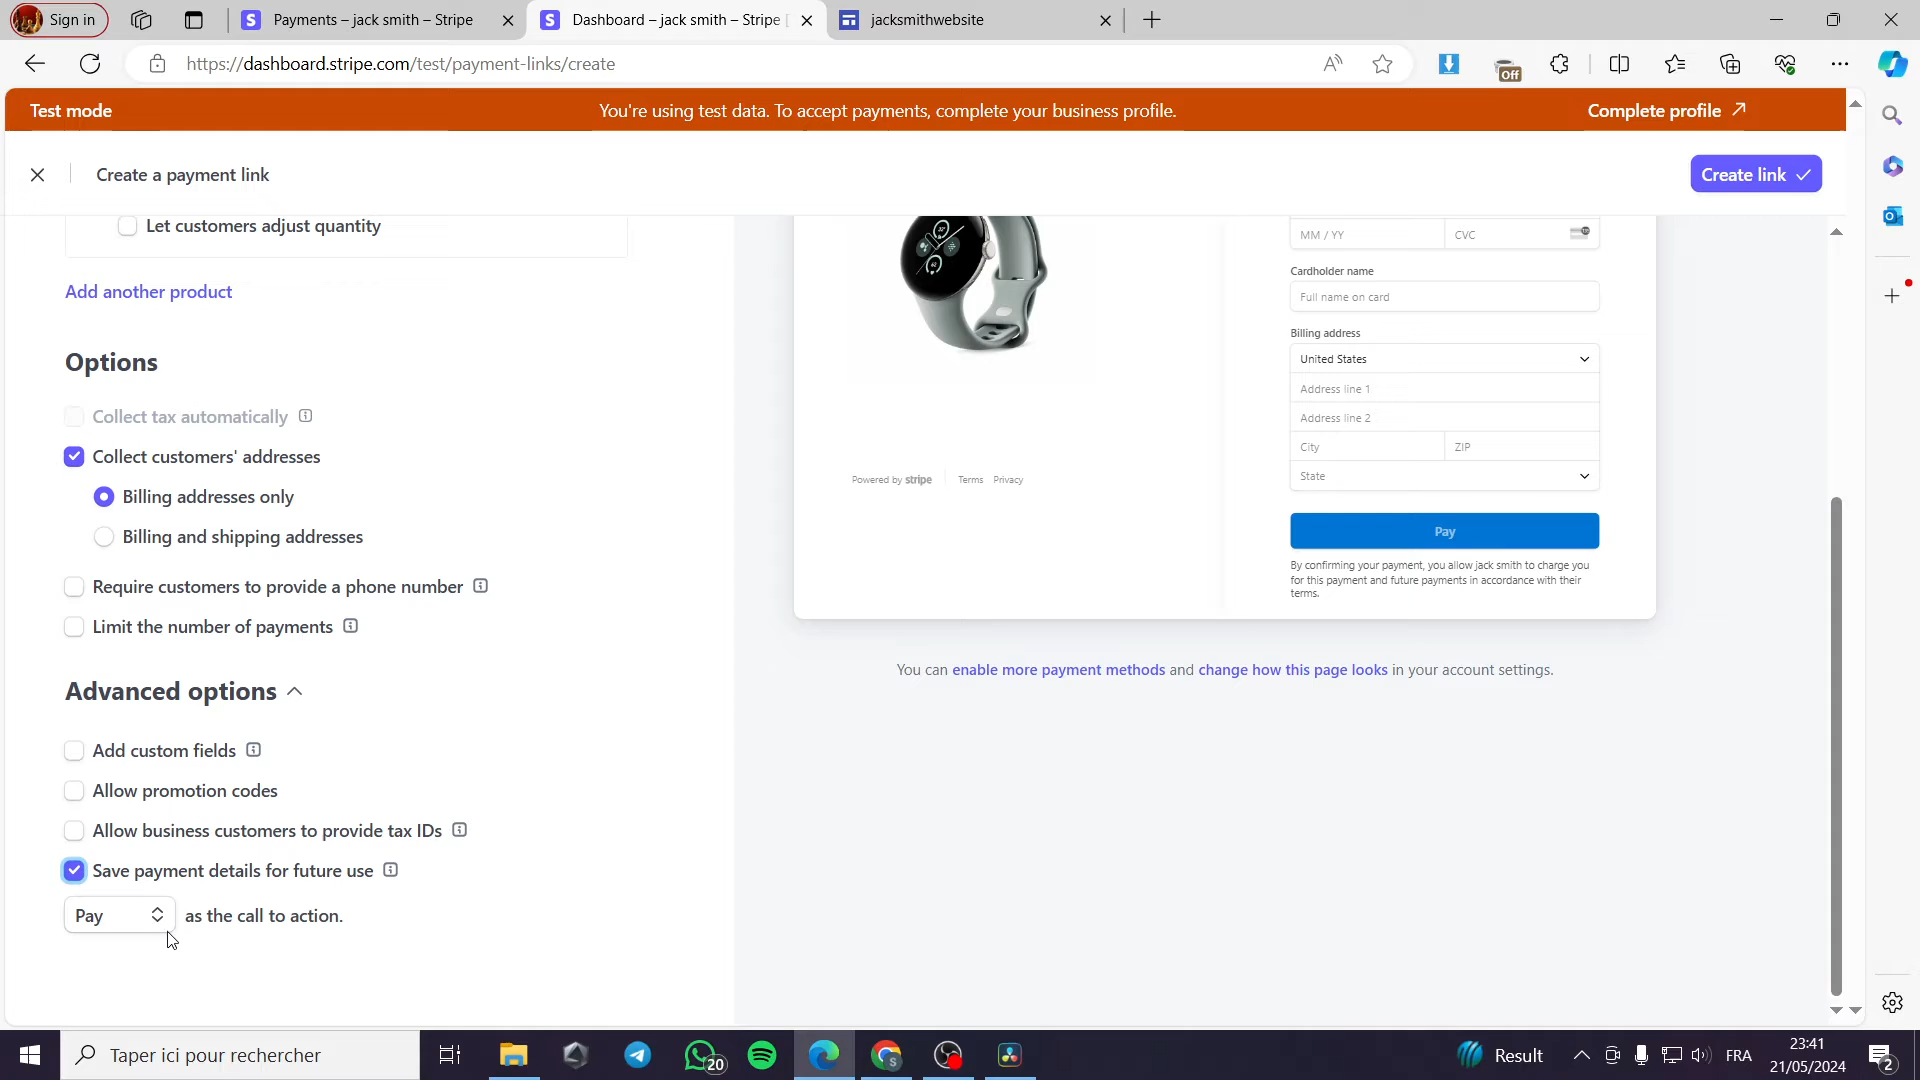 Sign in
Payments – jack smith – Stripe
Dashboard – jack smith – Stripe [
jacksmithwebsite
https://dashboard.stripe.com/test/payment-links/create
Off
Test mode
You're using test data. To accept payments, complete your business profile.
Complete profile
Create a payment link
Create link
Let customers adjust quantity
Add another product
Options
Collect tax automatically
Collect customers' addresses
Billing addresses only
Billing and shipping addresses
Require customers to provide a phone number
Limit the number of payments
Advanced options
Add custom fields
Allow promotion codes
Allow business customers to provide tax IDs
Save payment details for future use
Pay as the call to action.
MM / YY CVC
Cardholder name
Full name on card
Billing address
United States
Address line 1
Address line 2
City ZIP
State
Pay
By confirming your payment, you allow jack smith to charge you
for this payment and future payments in accordance with their
terms.
Powered by stripe Terms Privacy
You can enable more payment methods and change how this page looks in your account settings.
Taper ici pour rechercher
20
Result
FRA
23:41
21/05/2024
2